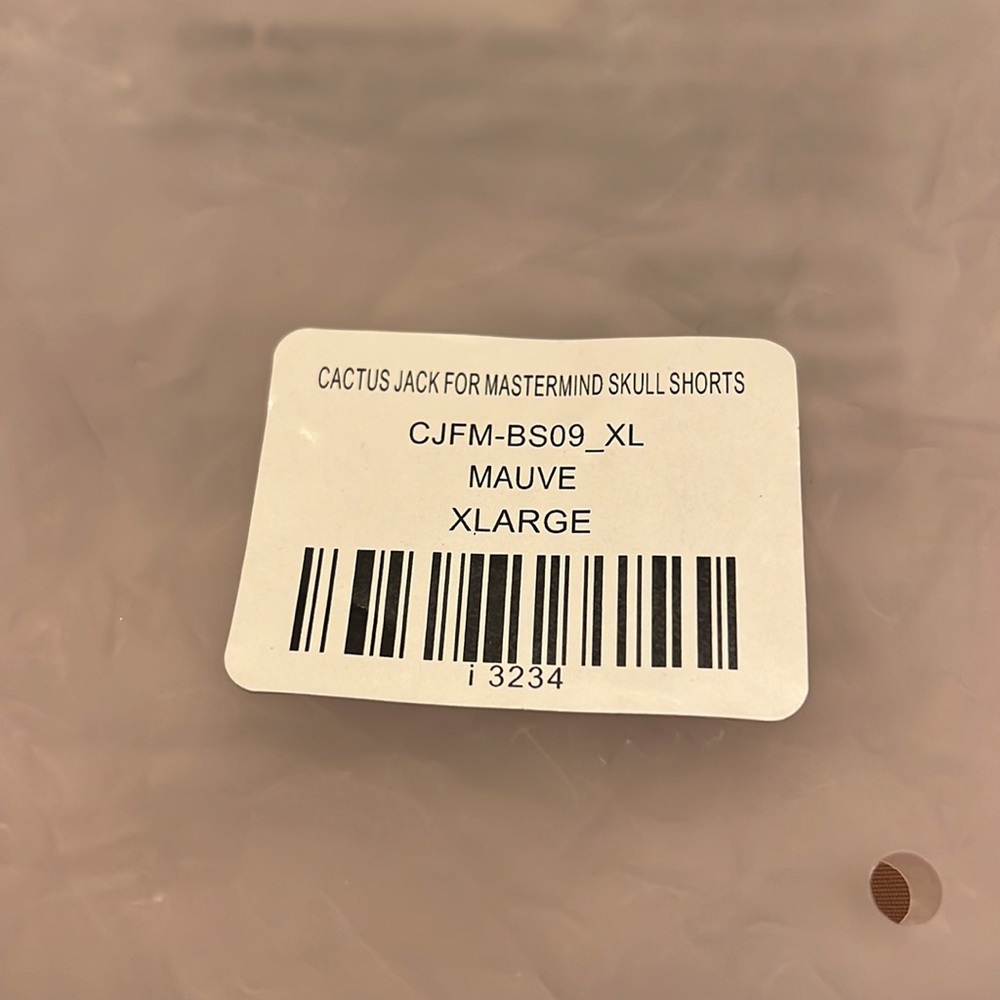 CACTUS JACK FOR MASTERMIND SKULL SHORTS
CJFM-BS09_XL
MAUVE
XLARGE
i 3234